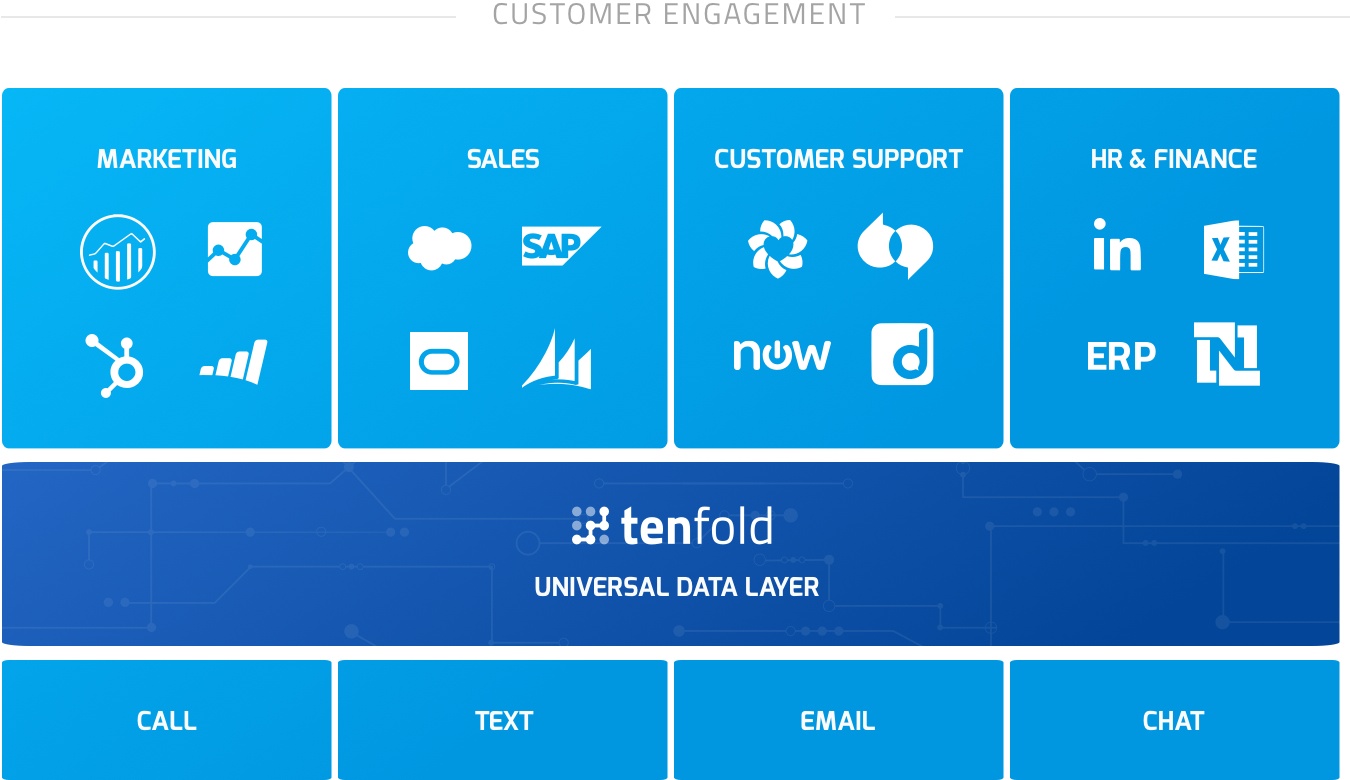 CUSTOMER ENGAGEMENT
MARKETING
SALES
SAP
CUSTOMER SUPPORT
now
d
HR & FINANCE
in
X
ERP
N
tenfold
UNIVERSAL DATA LAYER
CALL
TEXT
EMAIL
CHAT